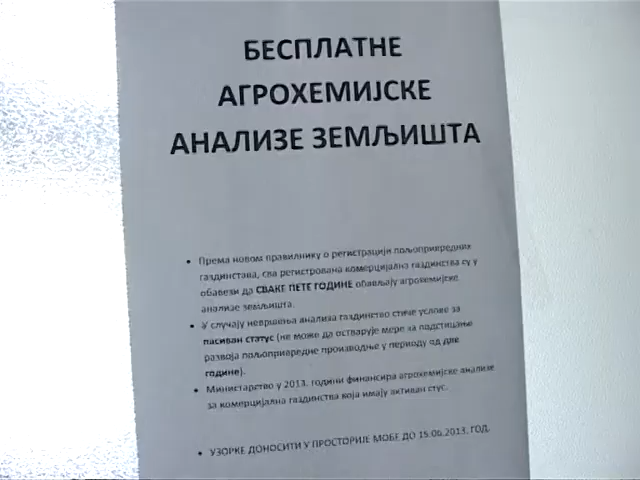 БЕСПЛАТНЕ
АГРОХЕМИЈСКЕ
АНАЛИЗЕ ЗЕМЉИШТА
• Према новом правилнику о регистрацији пољопривредних
газдинстава, сва регистрована комерцијална газдинства су у
обавези да СВАКЕ ПЕТЕ ГОДИНЕ обављају агрохемијске
анализе земљишта.
• У случају невршења анализа газдинство стиче услове за
пасиван статус (не може да остварује мере за подстицање
развоја пољопривредне производње у периоду од две
године).
• Министарство у 2013. години финансира агрохемијске анализе
за комерцијална газдинства која имају активан стус.
• УЗОРКЕ ДОНОСИТИ У ПРОСТОРИЈЕ МОБЕ ДО 15.06.2013. ГОД.